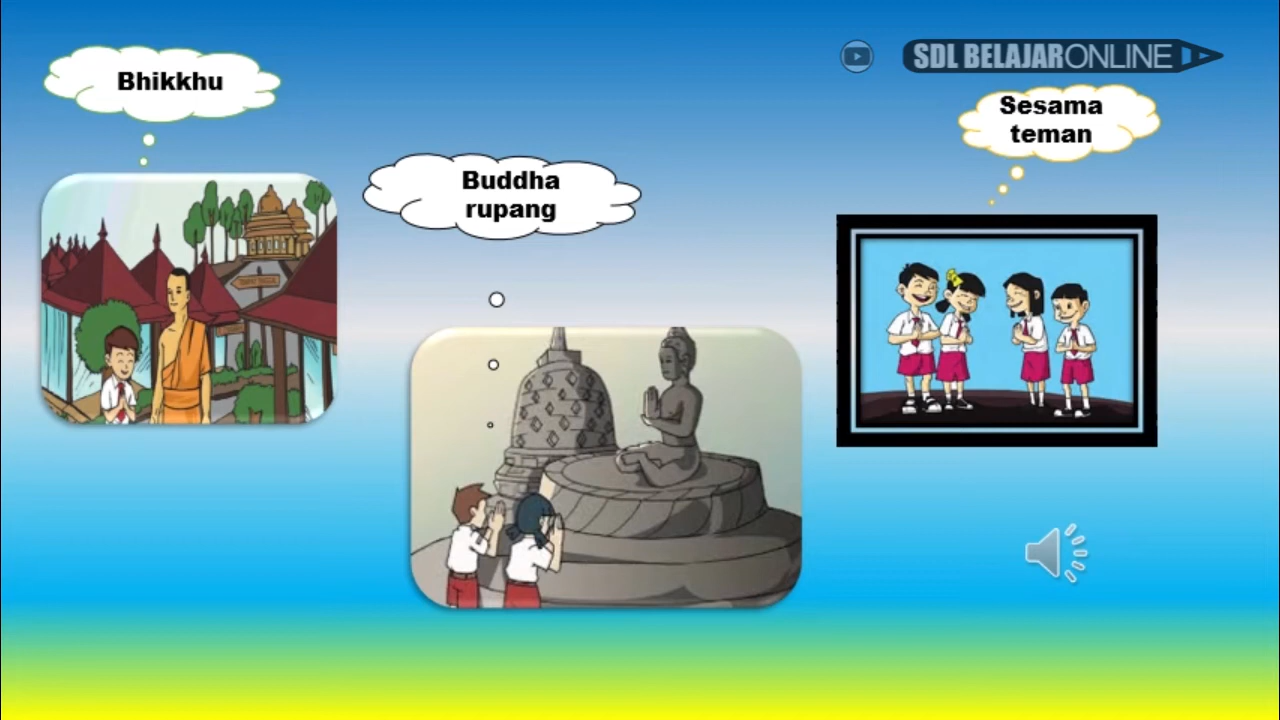 Bhikkhu
SDL BELAJARONLINE
Sesama
teman
Buddha
rupang